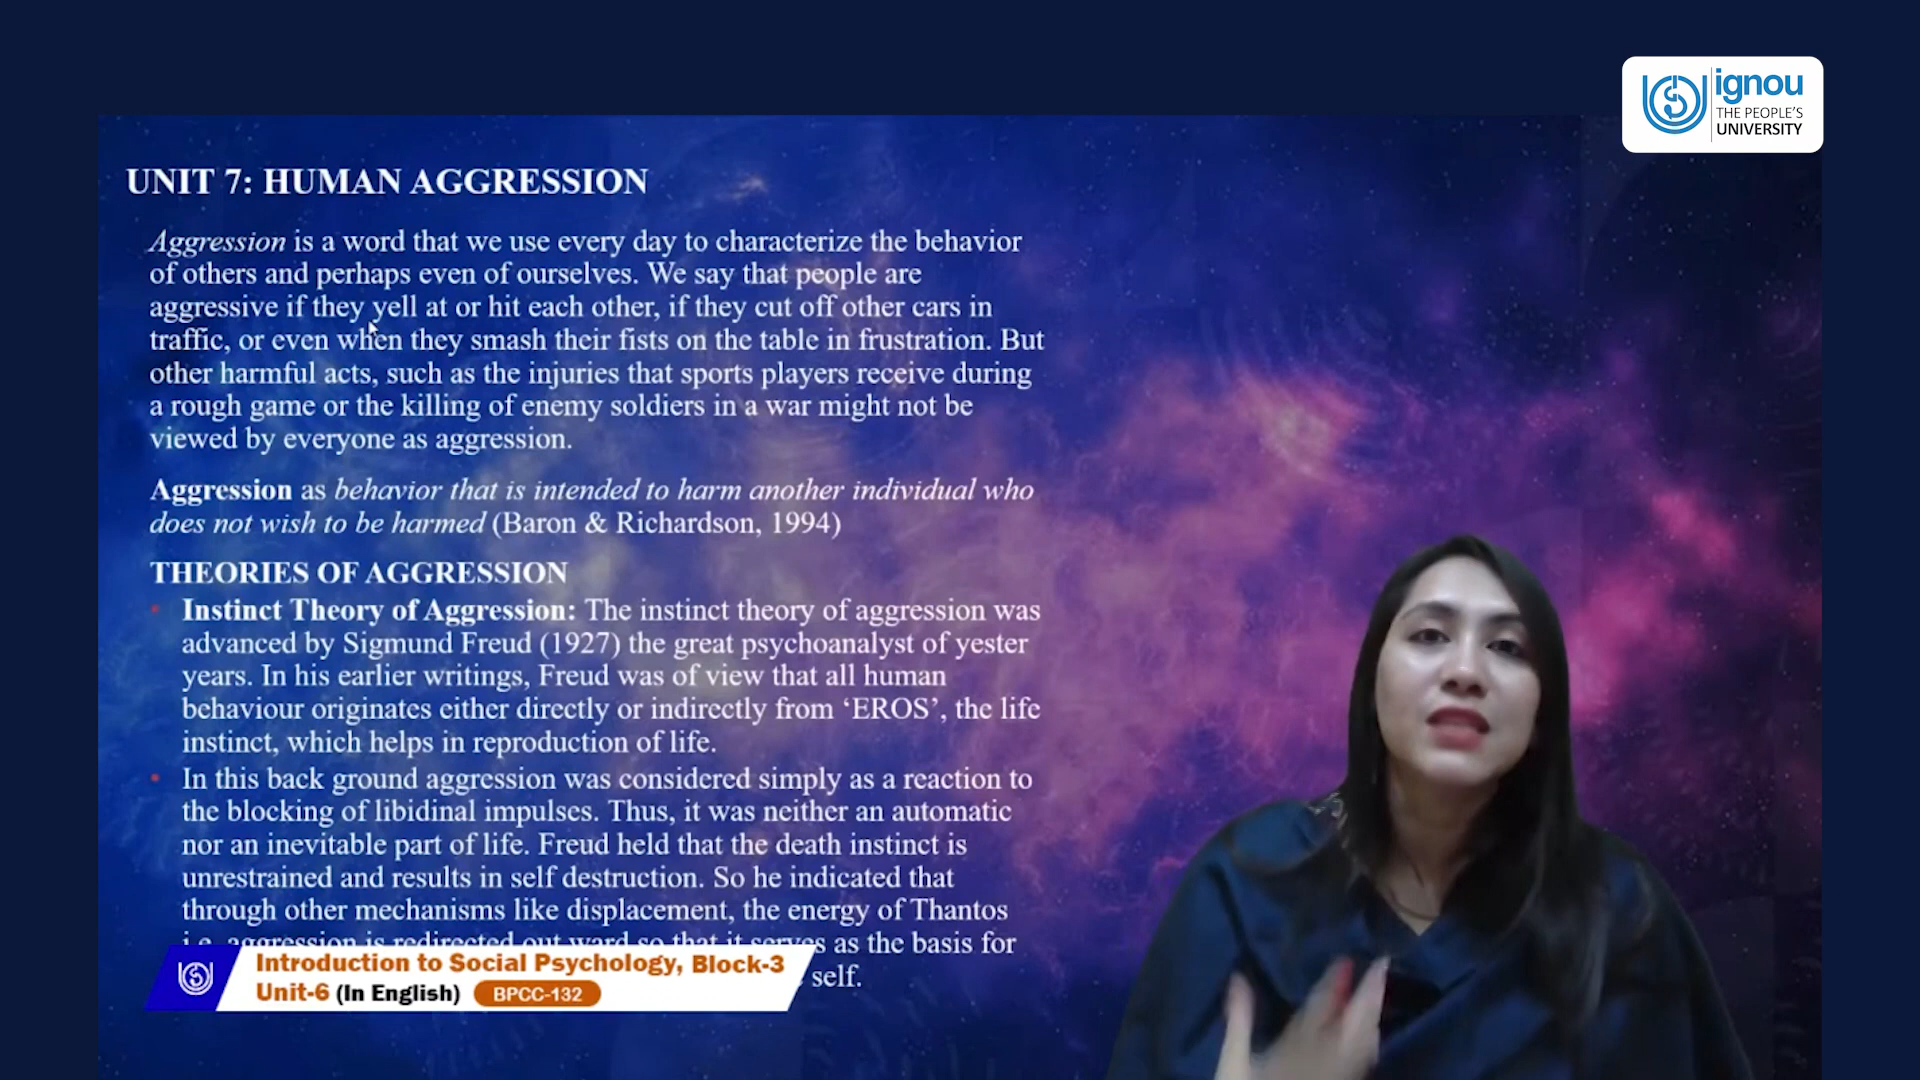 ignou
THE PEOPLE'S
UNIVERSITY
UNIT 7: HUMAN AGGRESSION
Aggression is a word that we use every day to characterize the behavior
of others and perhaps even of ourselves. We say that people are
aggressive if they yell at or hit each other, if they cut off other cars in
traffic, or even when they smash their fists on the table in frustration. But
other harmful acts, such as the injuries that sports players receive during
a rough game or the killing of enemy soldiers in a war might not be
viewed by everyone as aggression.
Aggression as behavior that is intended to harm another individual who
does not wish to be harmed (Baron & Richardson, 1994)
THEORIES OF AGGRESSION
Instinct Theory of Aggression: The instinct theory of aggression was
advanced by Sigmund Freud (1927) the great psychoanalyst of yester
years. In his earlier writings, Freud was of view that all human
behaviour originates either directly or indirectly from ‘EROS’, the life
instinct, which helps in reproduction of life.
In this back ground aggression was considered simply as a reaction to
the blocking of libidinal impulses. Thus, it was neither an automatic
nor an inevitable part of life. Freud held that the death instinct is
unrestrained and results in self destruction. So he indicated that
through other mechanisms like displacement, the energy of Thantos
i.e. aggression is redirected out ward so that it serves as the basis for
self.
Introduction to Social Psychology, Block-3
Unit-6 (In English) BPCC-132